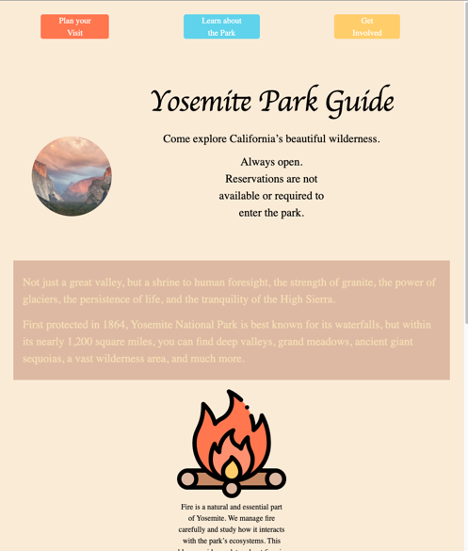 Plan your
Visit
Learn about
the Park
Get
Involved
Yosemite Park Guide
Come explore California's beautiful wilderness.
Always open.
Reservations are not
available or required to
enter the park.
Not just a great valley, but a shrine to human foresight, the strength of granite, the power of
glaciers, the persistence of life, and the tranquility of the High Sierra.
First protected in 1864, Yosemite National Park is best known for its waterfalls, but within
its nearly 1,200 square miles, you can find deep valleys, grand meadows, ancient giant
sequoias, a vast wilderness area, and much more.
Fire is a natural and essential part
of Yosemite. We manage fire
carefully and study how it interacts
with the park's ecosystems. This